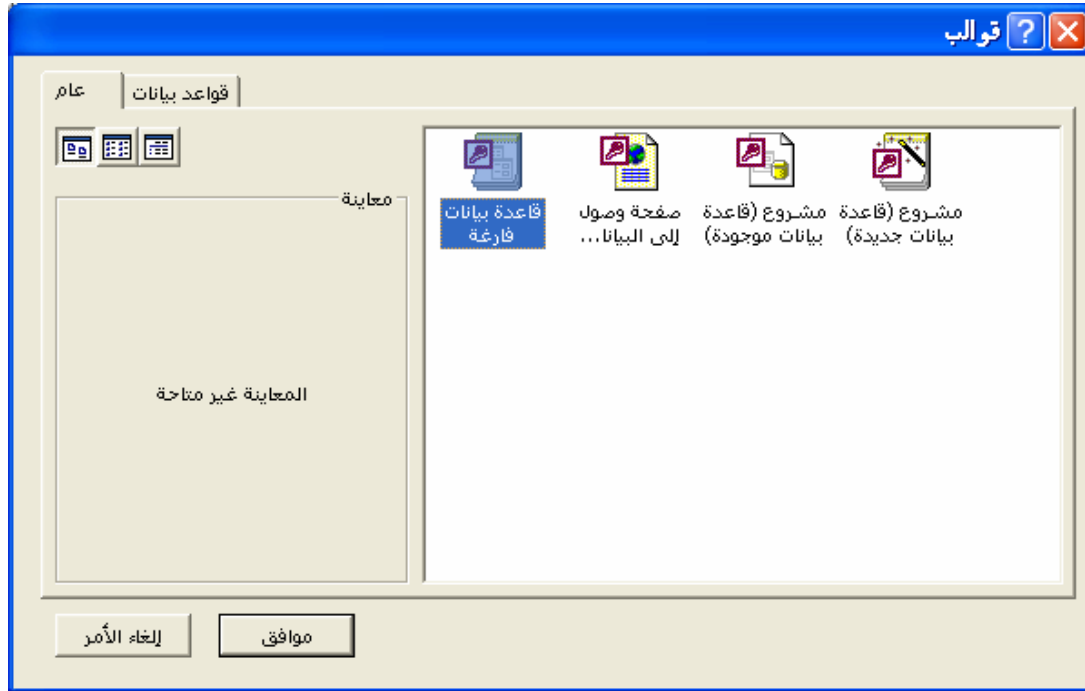 قوالب
عام
قواعد بيانات
معاينة
المعاينة غير متاحة
قاعدة بيانات
فارغة
صفحة وصول
إلى البيانا...
مشروع (قاعدة
بيانات موجودة)
مشروع (قاعدة
بيانات جديدة)
موافق
إلغاء الأمر